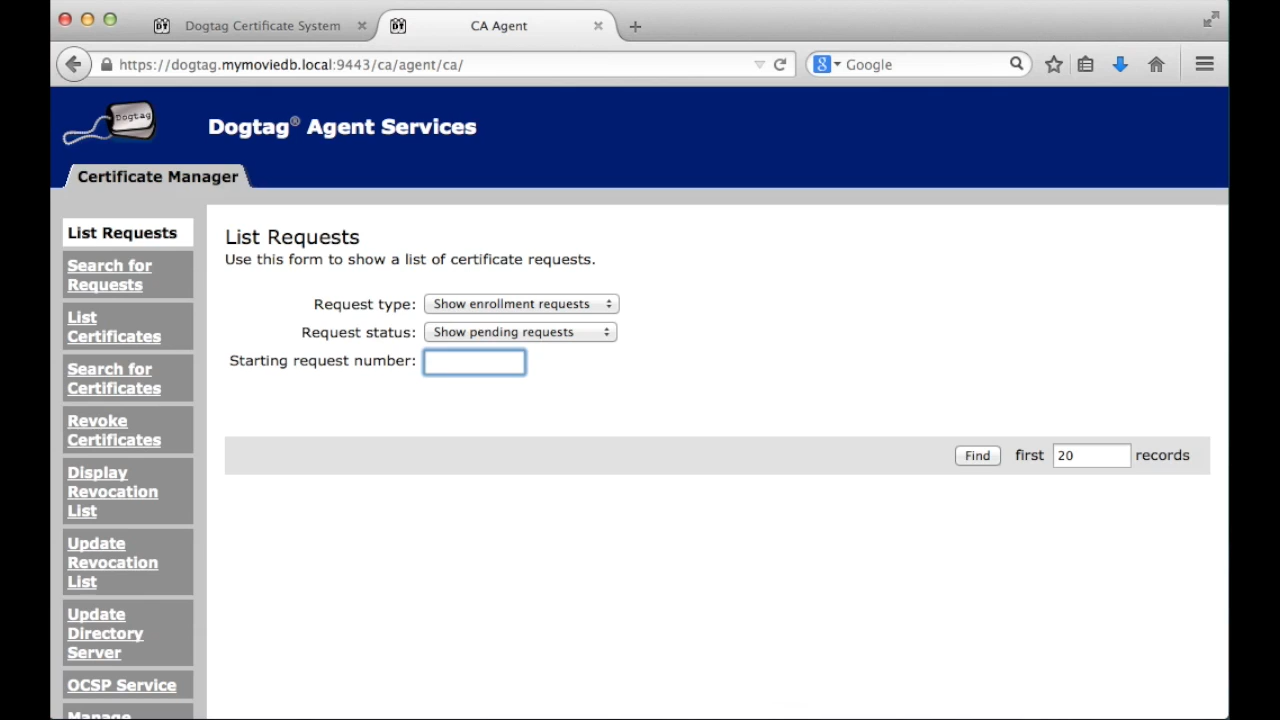 Dogtag Certificate System
CA Agent
https://dogtag.mymoviedb.local:9443/ca/agent/ca/
Google
Dogtag
Dogtag® Agent Services
Certificate Manager
List Requests
Search for
Requests
List
Certificates
Search for
Certificates
Revoke
Certificates
Display
Revocation
List
Update
Revocation
List
Update
Directory
Server
OCSP Service
Manage
List Requests
Use this form to show a list of certificate requests.
Request type: Show enrollment requests
Request status: Show pending requests
Starting request number:
Find first 20 records